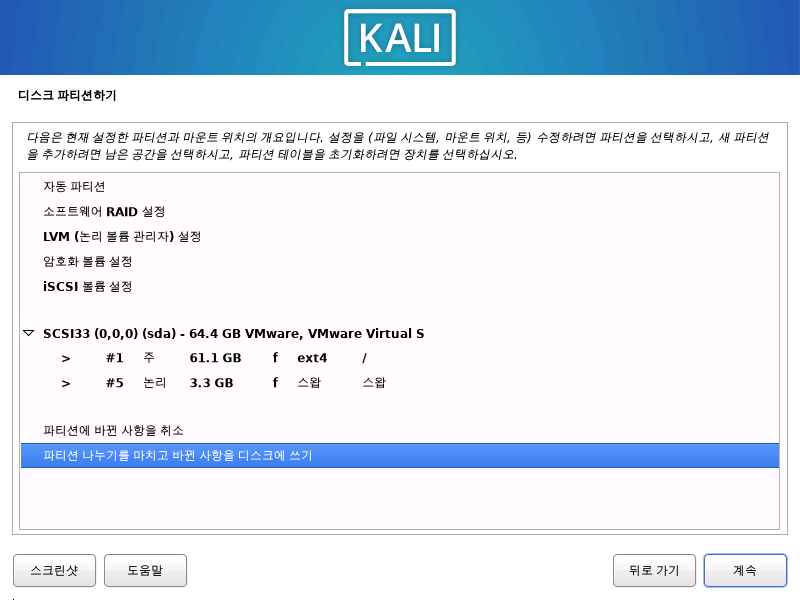 KALI
디스크 파티션하기
다음은 현재 설정한 파티션과 마운트 위치의 개요입니다. 설정을 (파일 시스템, 마운트 위치, 등) 수정하려면 파티션을 선택하시고, 새 파티션
을 추가하려면 남은 공간을 선택하시고, 파티션 테이블을 초기화하려면 장치를 선택하십시오.
자동 파티션
소프트웨어 RAID 설정
LVM (논리 볼륨 관리자) 설정
암호화 볼륨 설정
iSCSI 볼륨 설정
SCSI33 (0,0,0) (sda) - 64.4 GB VMware, VMware Virtual S
> #1 주 61.1 GB f ext4 /
> #5 논리 3.3 GB f 스왑 스왑
파티션에 바뀐 사항을 취소
파티션 나누기를 마치고 바뀐 사항을 디스크에 쓰기
스크린샷 도움말 뒤로 가기 계속